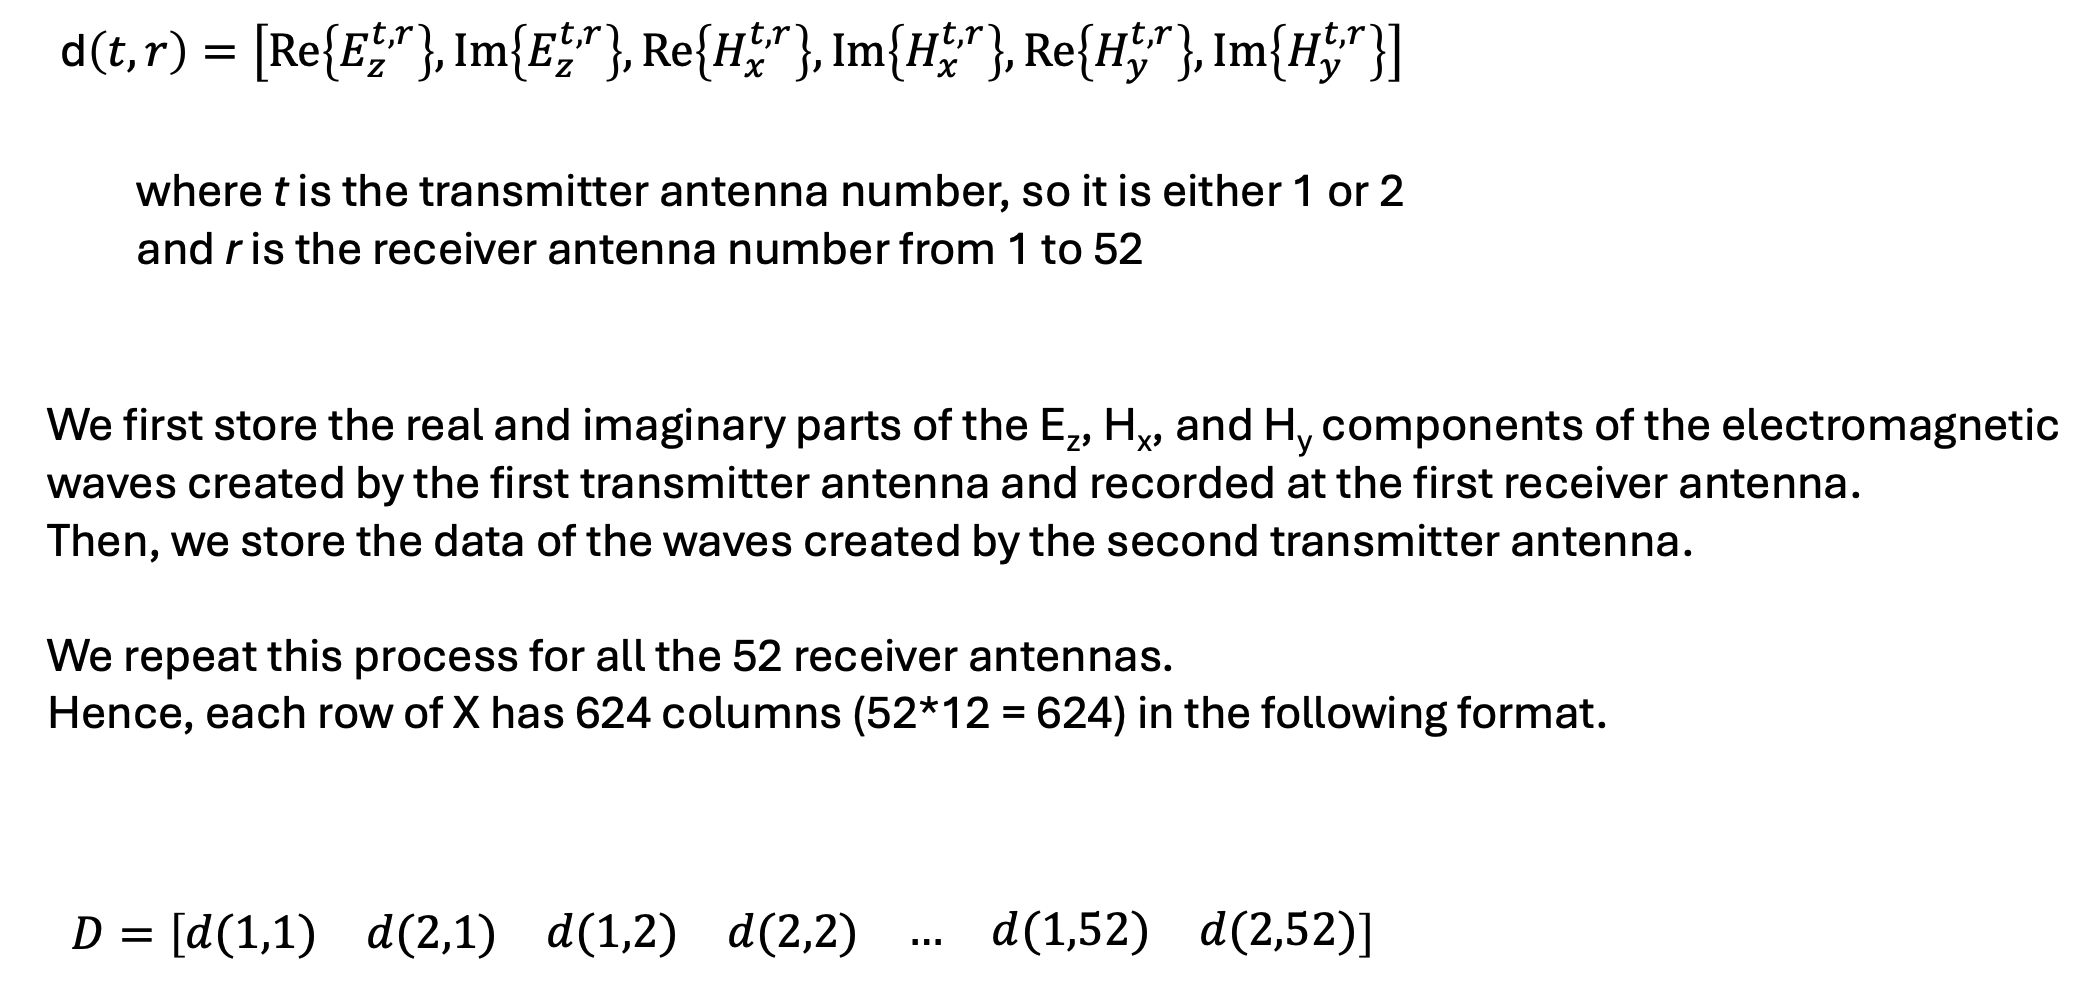 d(t,r) = [Re{E_z^{t,r}}, Im{E_z^{t,r}}, Re{H_x^{t,r}}, Im{H_x^{t,r}}, Re{H_y^{t,r}}, Im{H_y^{t,r}}]
where t is the transmitter antenna number, so it is either 1 or 2
and r is the receiver antenna number from 1 to 52
We first store the real and imaginary parts of the E_z, H_x, and H_y components of the electromagnetic
waves created by the first transmitter antenna and recorded at the first receiver antenna.
Then, we store the data of the waves created by the second transmitter antenna.
We repeat this process for all the 52 receiver antennas.
Hence, each row of X has 624 columns (52*12 = 624) in the following format.
D = [d(1,1) d(2,1) d(1,2) d(2,2) ... d(1,52) d(2,52)]